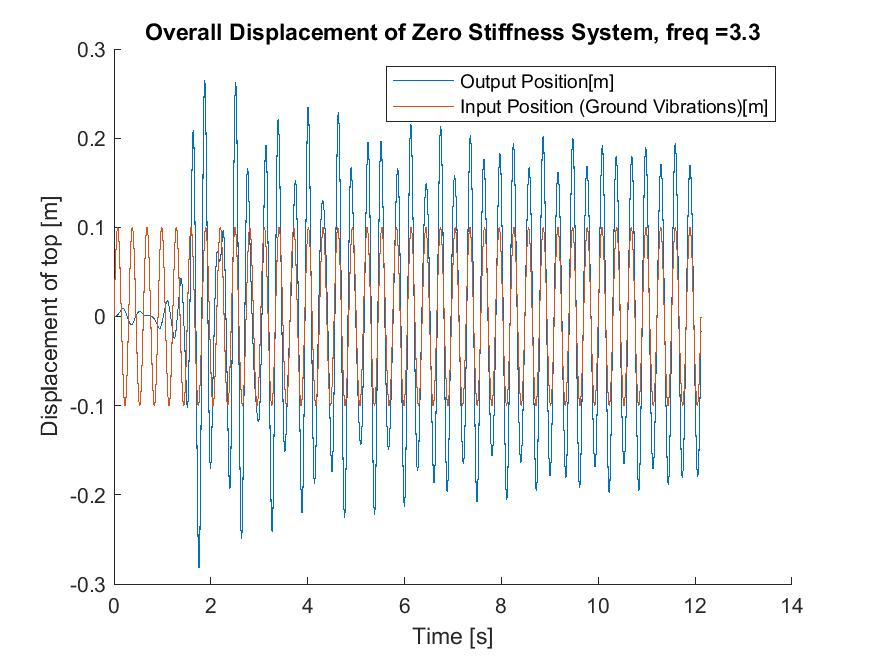 Overall Displacement of Zero Stiffness System, freq =3.3
0.3
Output Position[m]
Input Position (Ground Vibrations)[m]
0.2
0.1
0
-0.1
-0.2
-0.3
Displacement of top [m]
0 2 4 6 8 10 12 14
Time [s]